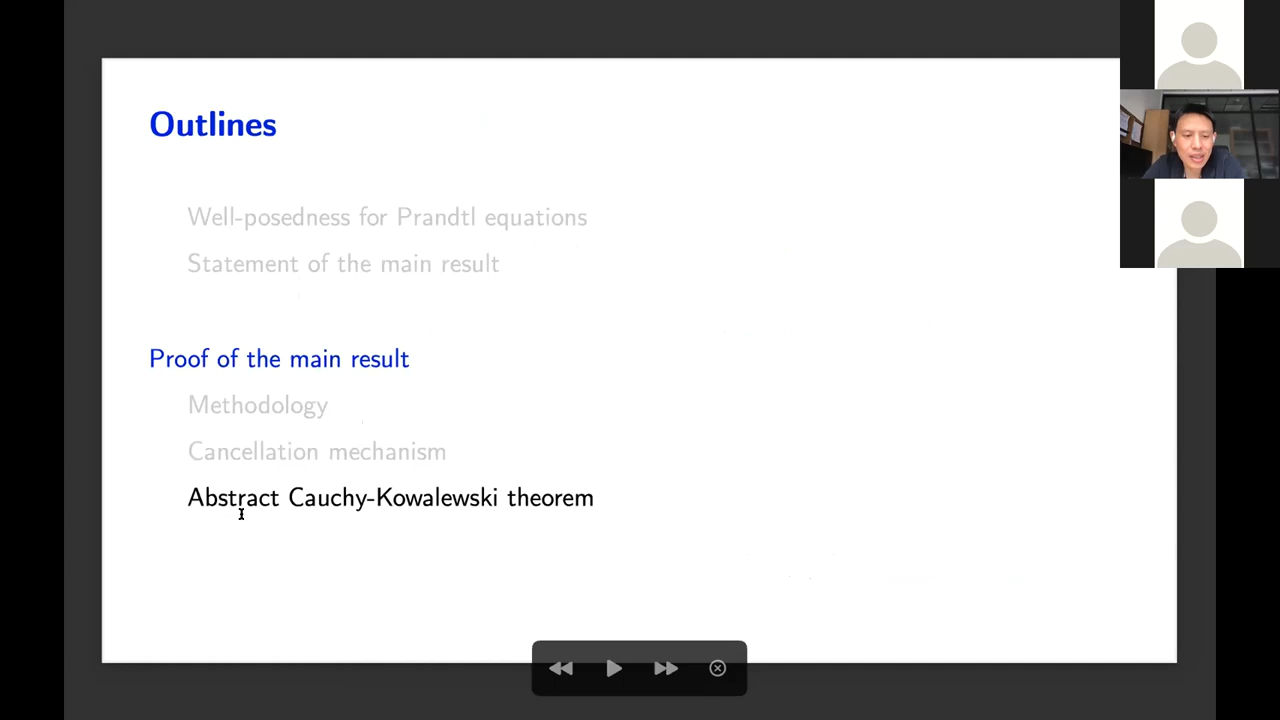 Outlines
Well-posedness for Prandtl equations
Statement of the main result
Proof of the main result
Methodology
Cancellation mechanism
Abstract Cauchy-Kowalewski theorem